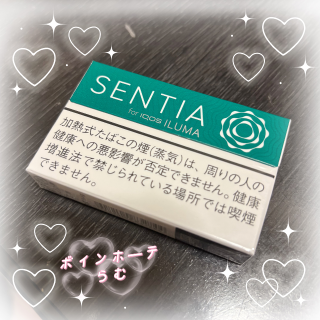 SENTIA
for IQOS ILUMA
加熱式たばこの煙(蒸気)は、周りの人の
健康への悪影響が否定できません。健康
増進法で禁じられている場所では喫煙
できません。
ポインホーテ
らむ